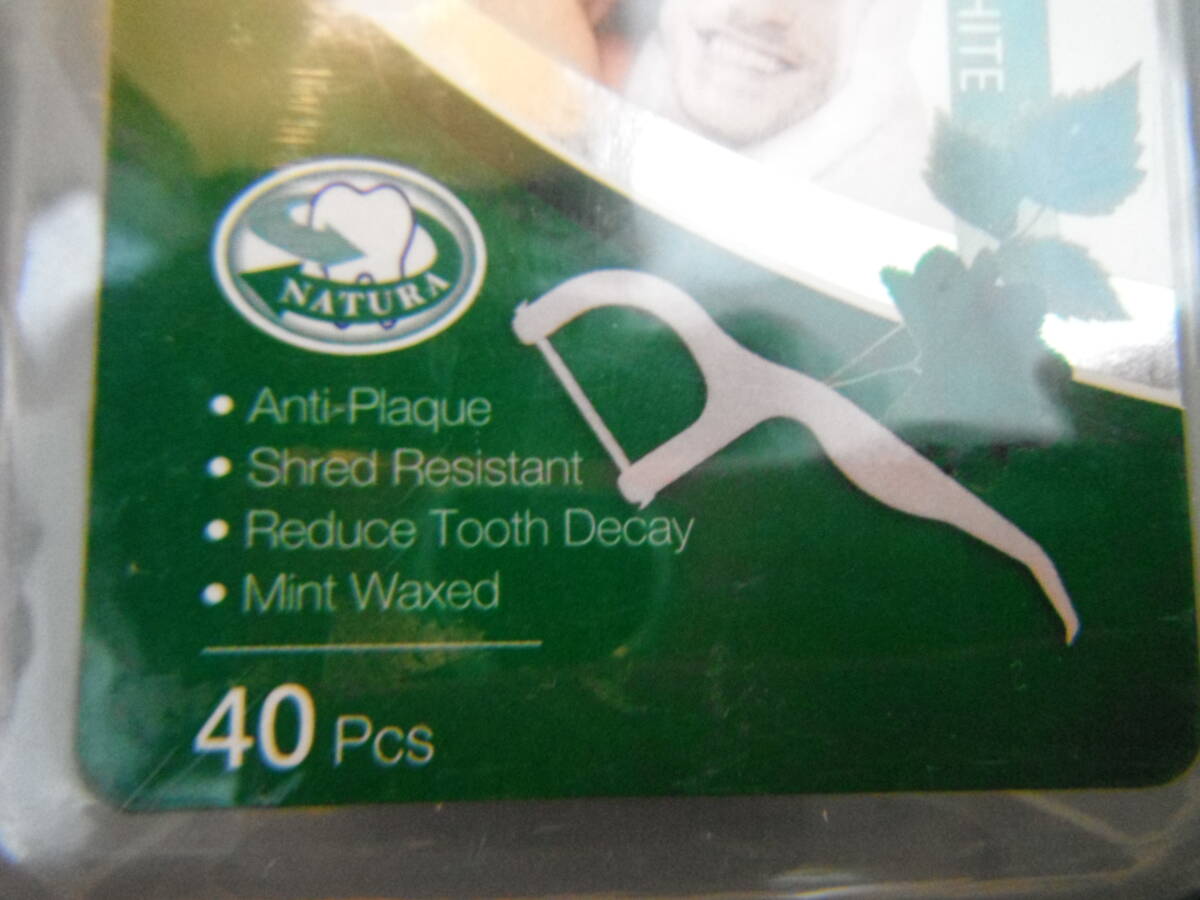 HITE
NATURA
• Anti-Plaque
• Shred Resistant
• Reduce Tooth Decay
• Mint Waxed
40 Pcs